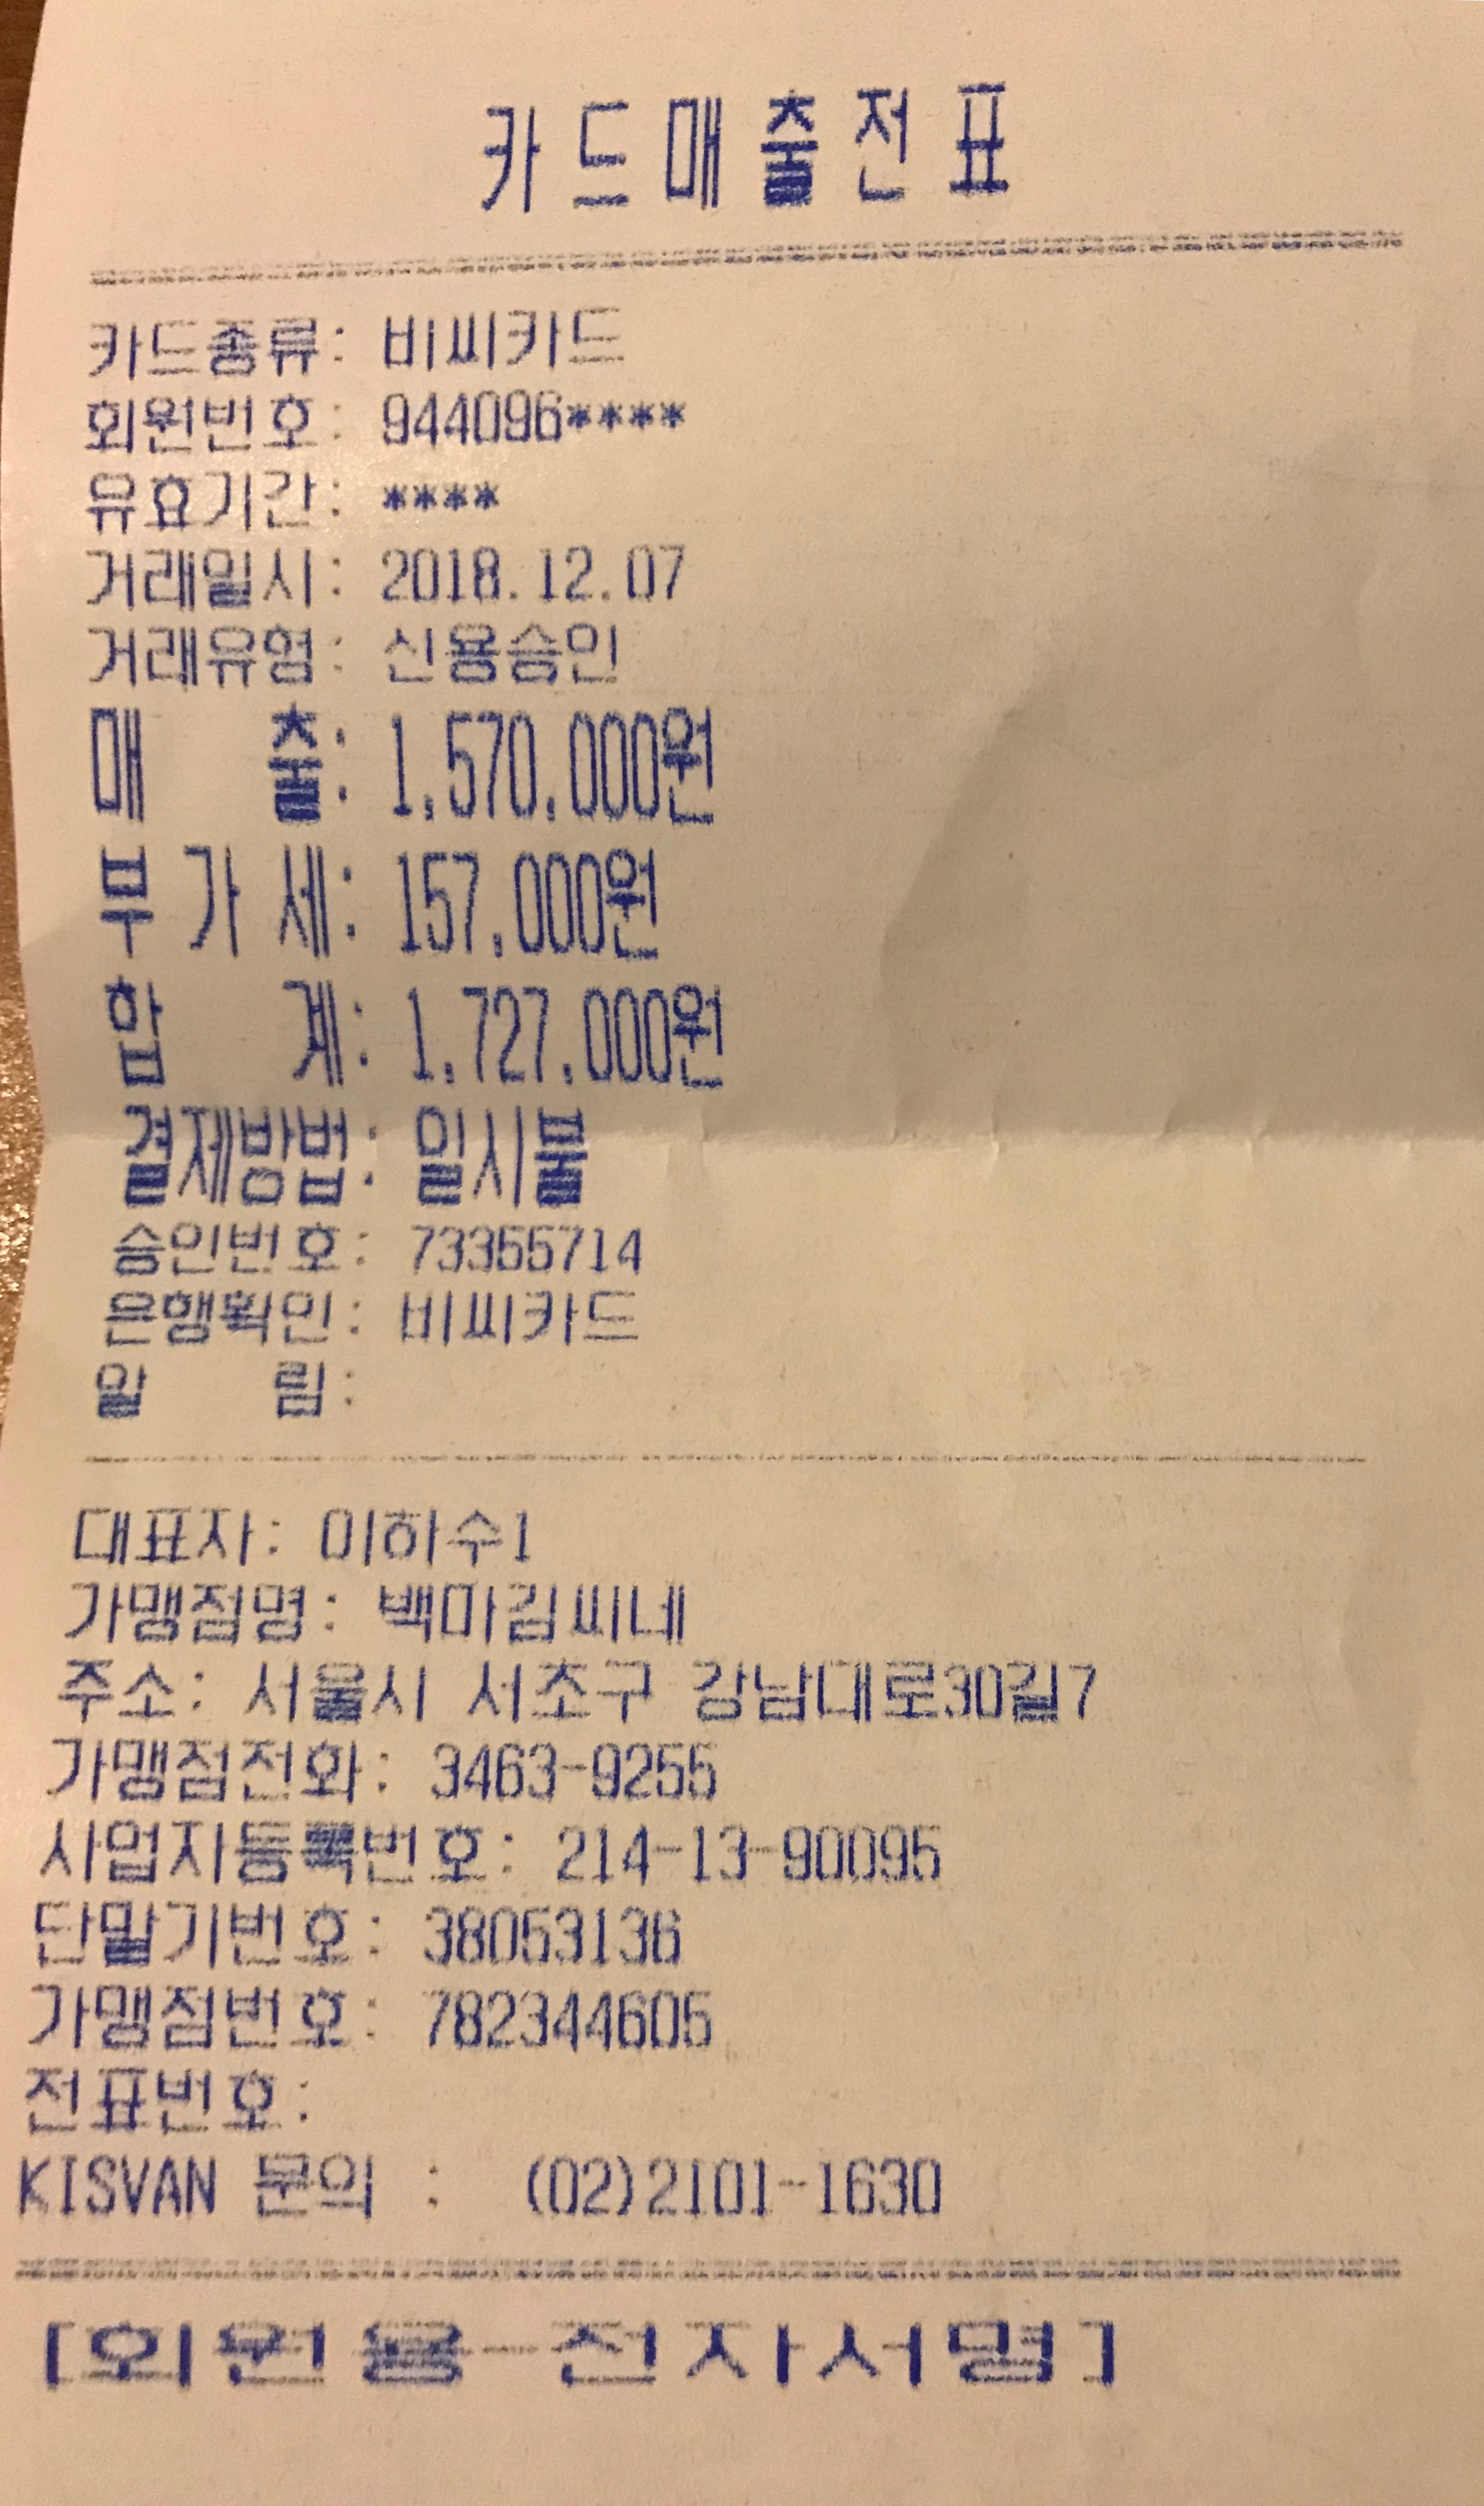 카드매출전표
카드종류: 비씨카드
회원번호: 944096****
유효기간: ****
거래일시: 2018.12.07
거래유형: 신용승인
매 출: 1,570,000원
부 가 세: 157,000원
합 계: 1,727,000원
결제방법: 일시불
승인번호: 73355714
은행확인: 비씨카드
알 림:
대표자: 이하수1
가맹점명: 백마김씨네
주소: 서울시 서초구 강남대로30길7
가맹점전화: 3463-9255
사업자등록번호: 214-13-90095
단말기번호: 38053136
가맹점번호: 782344605
전표번호:
KISVAN 문의 : (02)2101-1630
[회원용-전자서명]